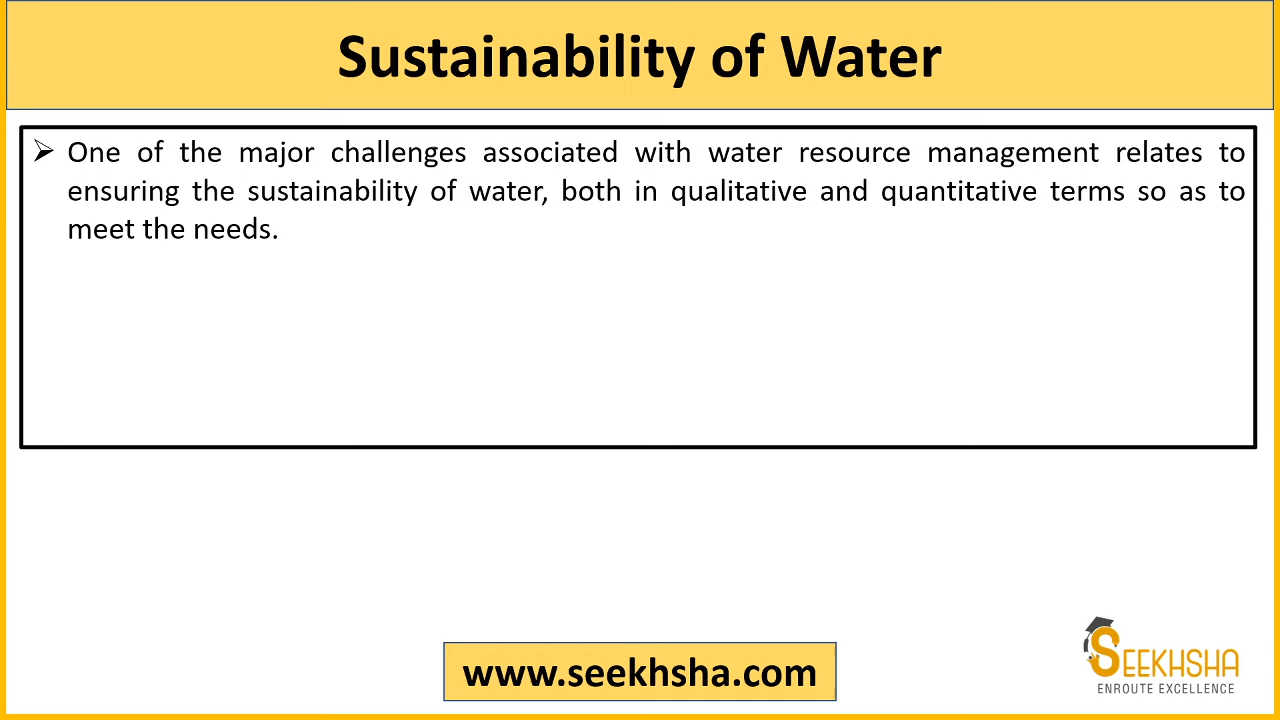 Sustainability of Water
➢ One of the major challenges associated with water resource management relates to
ensuring the sustainability of water, both in qualitative and quantitative terms so as to
meet the needs.
www.seekhsha.com
SEEKHSHA
ENROUTE EXCELLENCE